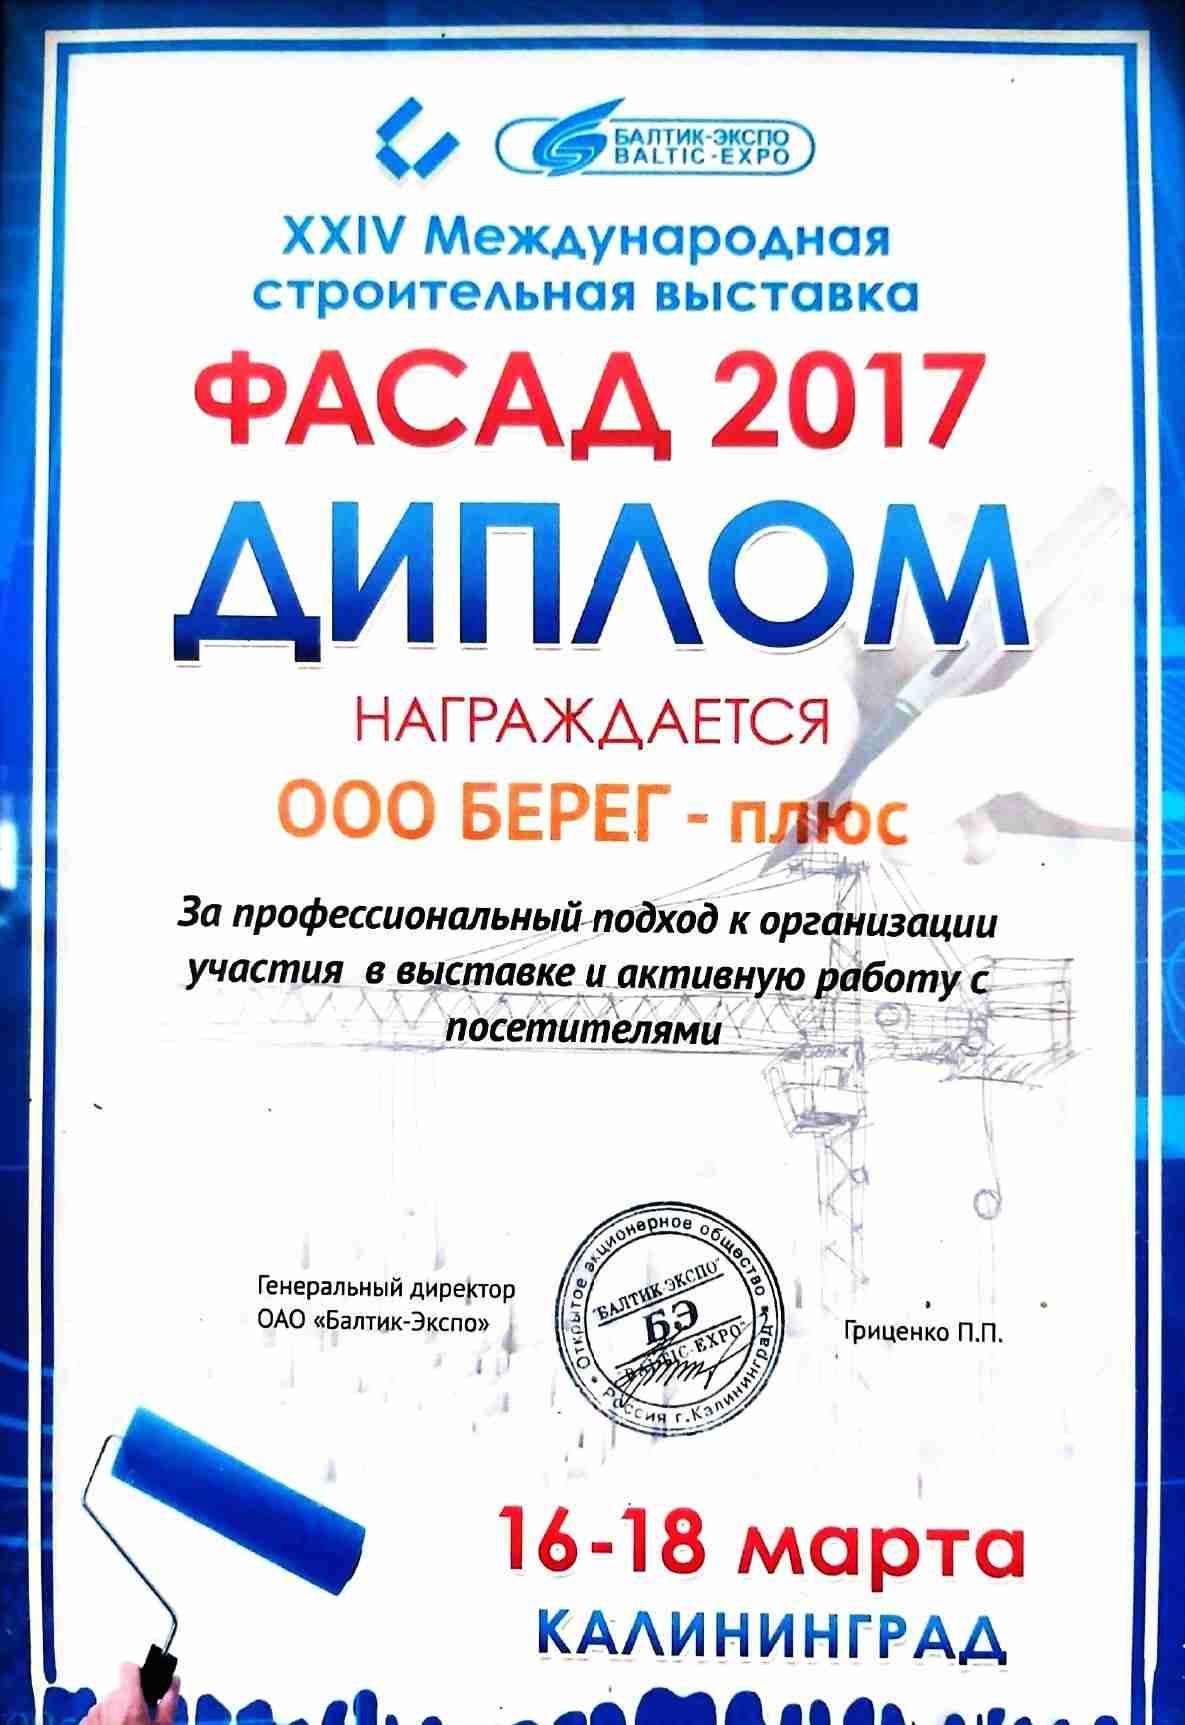 БАЛТИК-ЭКСПО
BALTIC-EXPO
XXIV Международная
строительная выставка
ФАСАД 2017
ДИПЛОМ
НАГРАЖДАЕТСЯ
ООО БЕРЕГ - плюс
За профессиональный подход к организации
участия в выставке и активную работу с
посетителями
Генеральный директор
ОАО «Балтик-Экспо»
Открытое акционерное общество
"БАЛТИК-ЭКСПО"
БЭ
"BALTIC-EXPO"
Россия г.Калининград
Гриценко П.П.
16-18 марта
КАЛИНИНГРАД